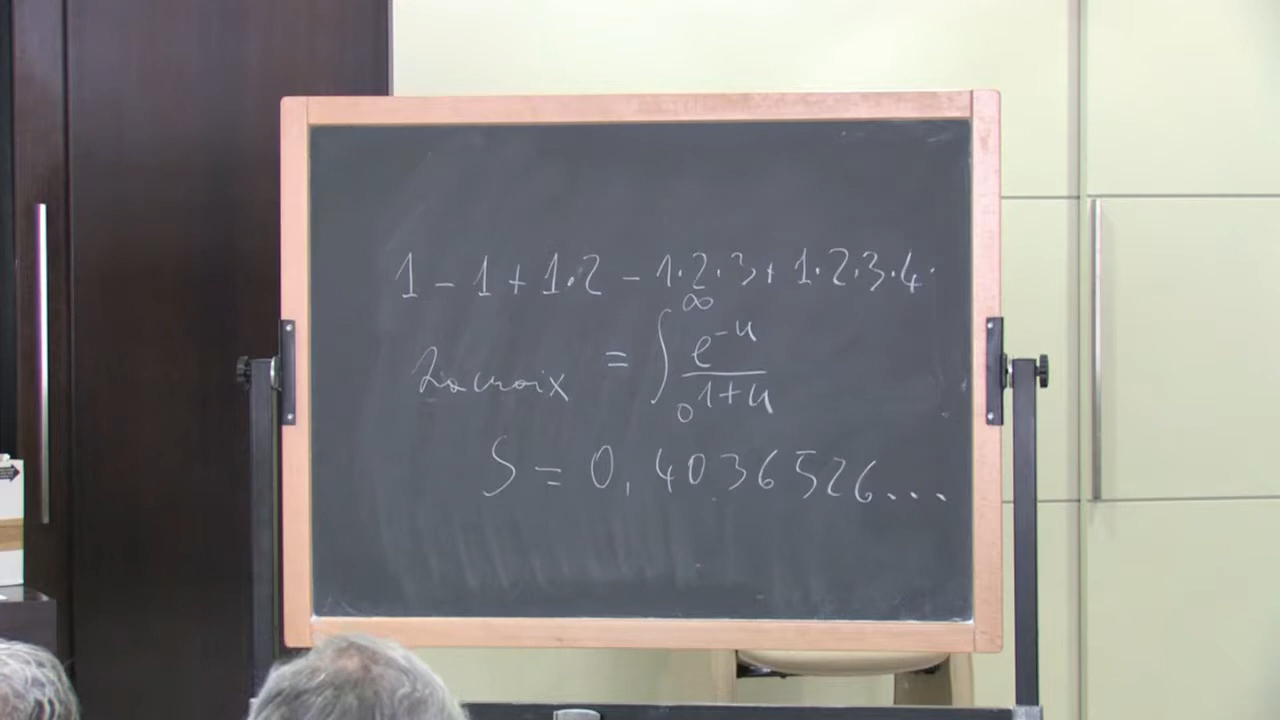 1 - 1 + 1·2 - 1·2·3 + 1·2·3·4·
Lacroix = ∫₀^∞ e^{-u}/(1+u)
S = 0,4036526...